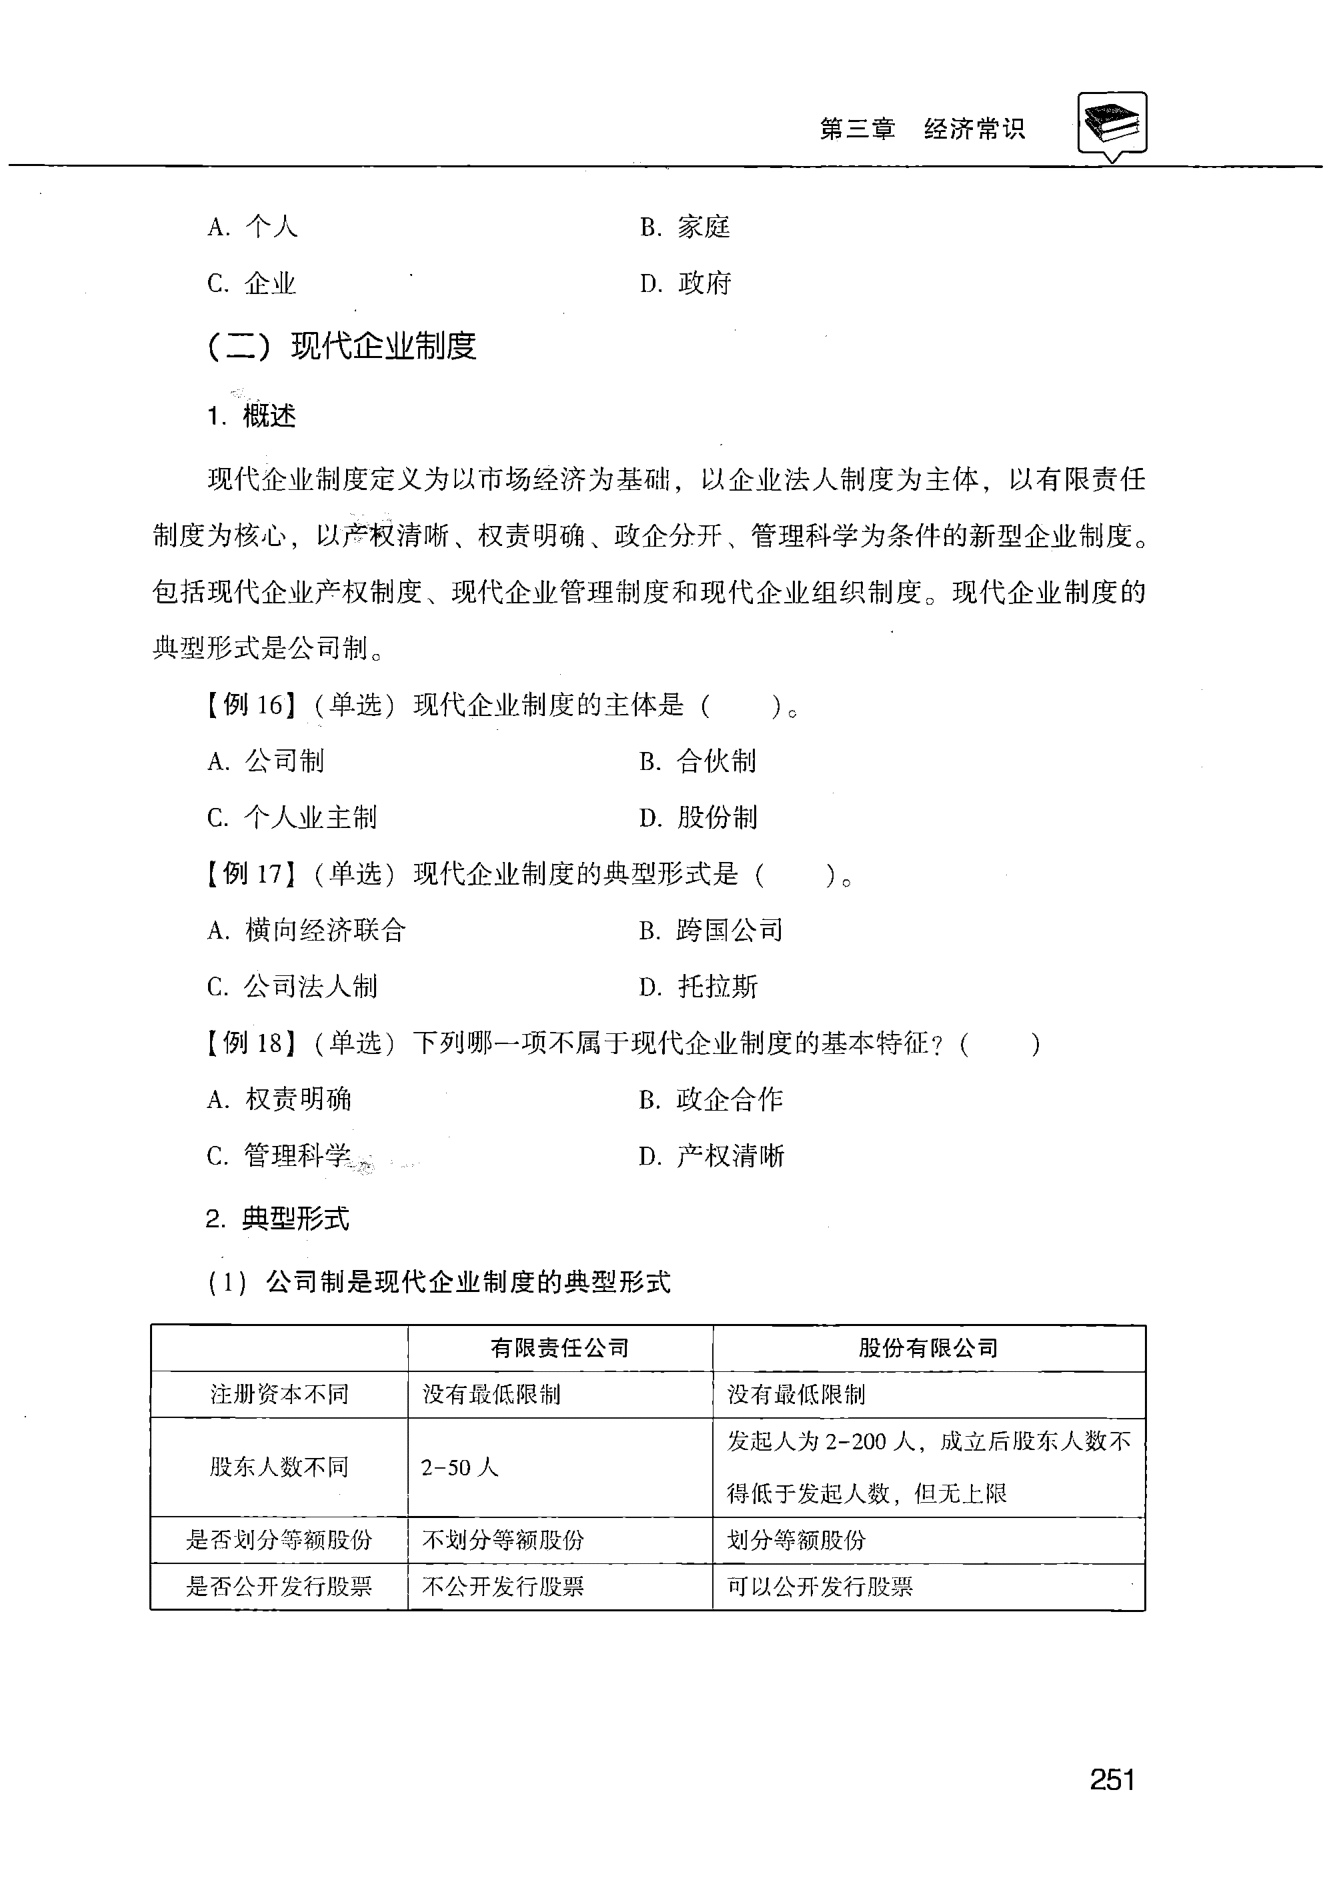 第三章 经济常识
A. 个人 B. 家庭
C. 企业 D. 政府
（二）现代企业制度
1. 概述
现代企业制度定义为以市场经济为基础，以企业法人制度为主体，以有限责任
制度为核心，以产权清晰、权责明确、政企分开、管理科学为条件的新型企业制度。
包括现代企业产权制度、现代企业管理制度和现代企业组织制度。现代企业制度的
典型形式是公司制。
【例 16】（单选）现代企业制度的主体是（　　）。
A. 公司制 B. 合伙制
C. 个人业主制 D. 股份制
【例 17】（单选）现代企业制度的典型形式是（　　）。
A. 横向经济联合 B. 跨国公司
C. 公司法人制 D. 托拉斯
【例 18】（单选）下列哪一项不属于现代企业制度的基本特征？（　　）
A. 权责明确 B. 政企合作
C. 管理科学 D. 产权清晰
2. 典型形式
（1）公司制是现代企业制度的典型形式
有限责任公司 股份有限公司
注册资本不同 没有最低限制 没有最低限制
股东人数不同 2-50 人 发起人为 2-200 人，成立后股东人数不
得低于发起人数，但无上限
是否划分等额股份 不划分等额股份 划分等额股份
是否公开发行股票 不公开发行股票 可以公开发行股票
251